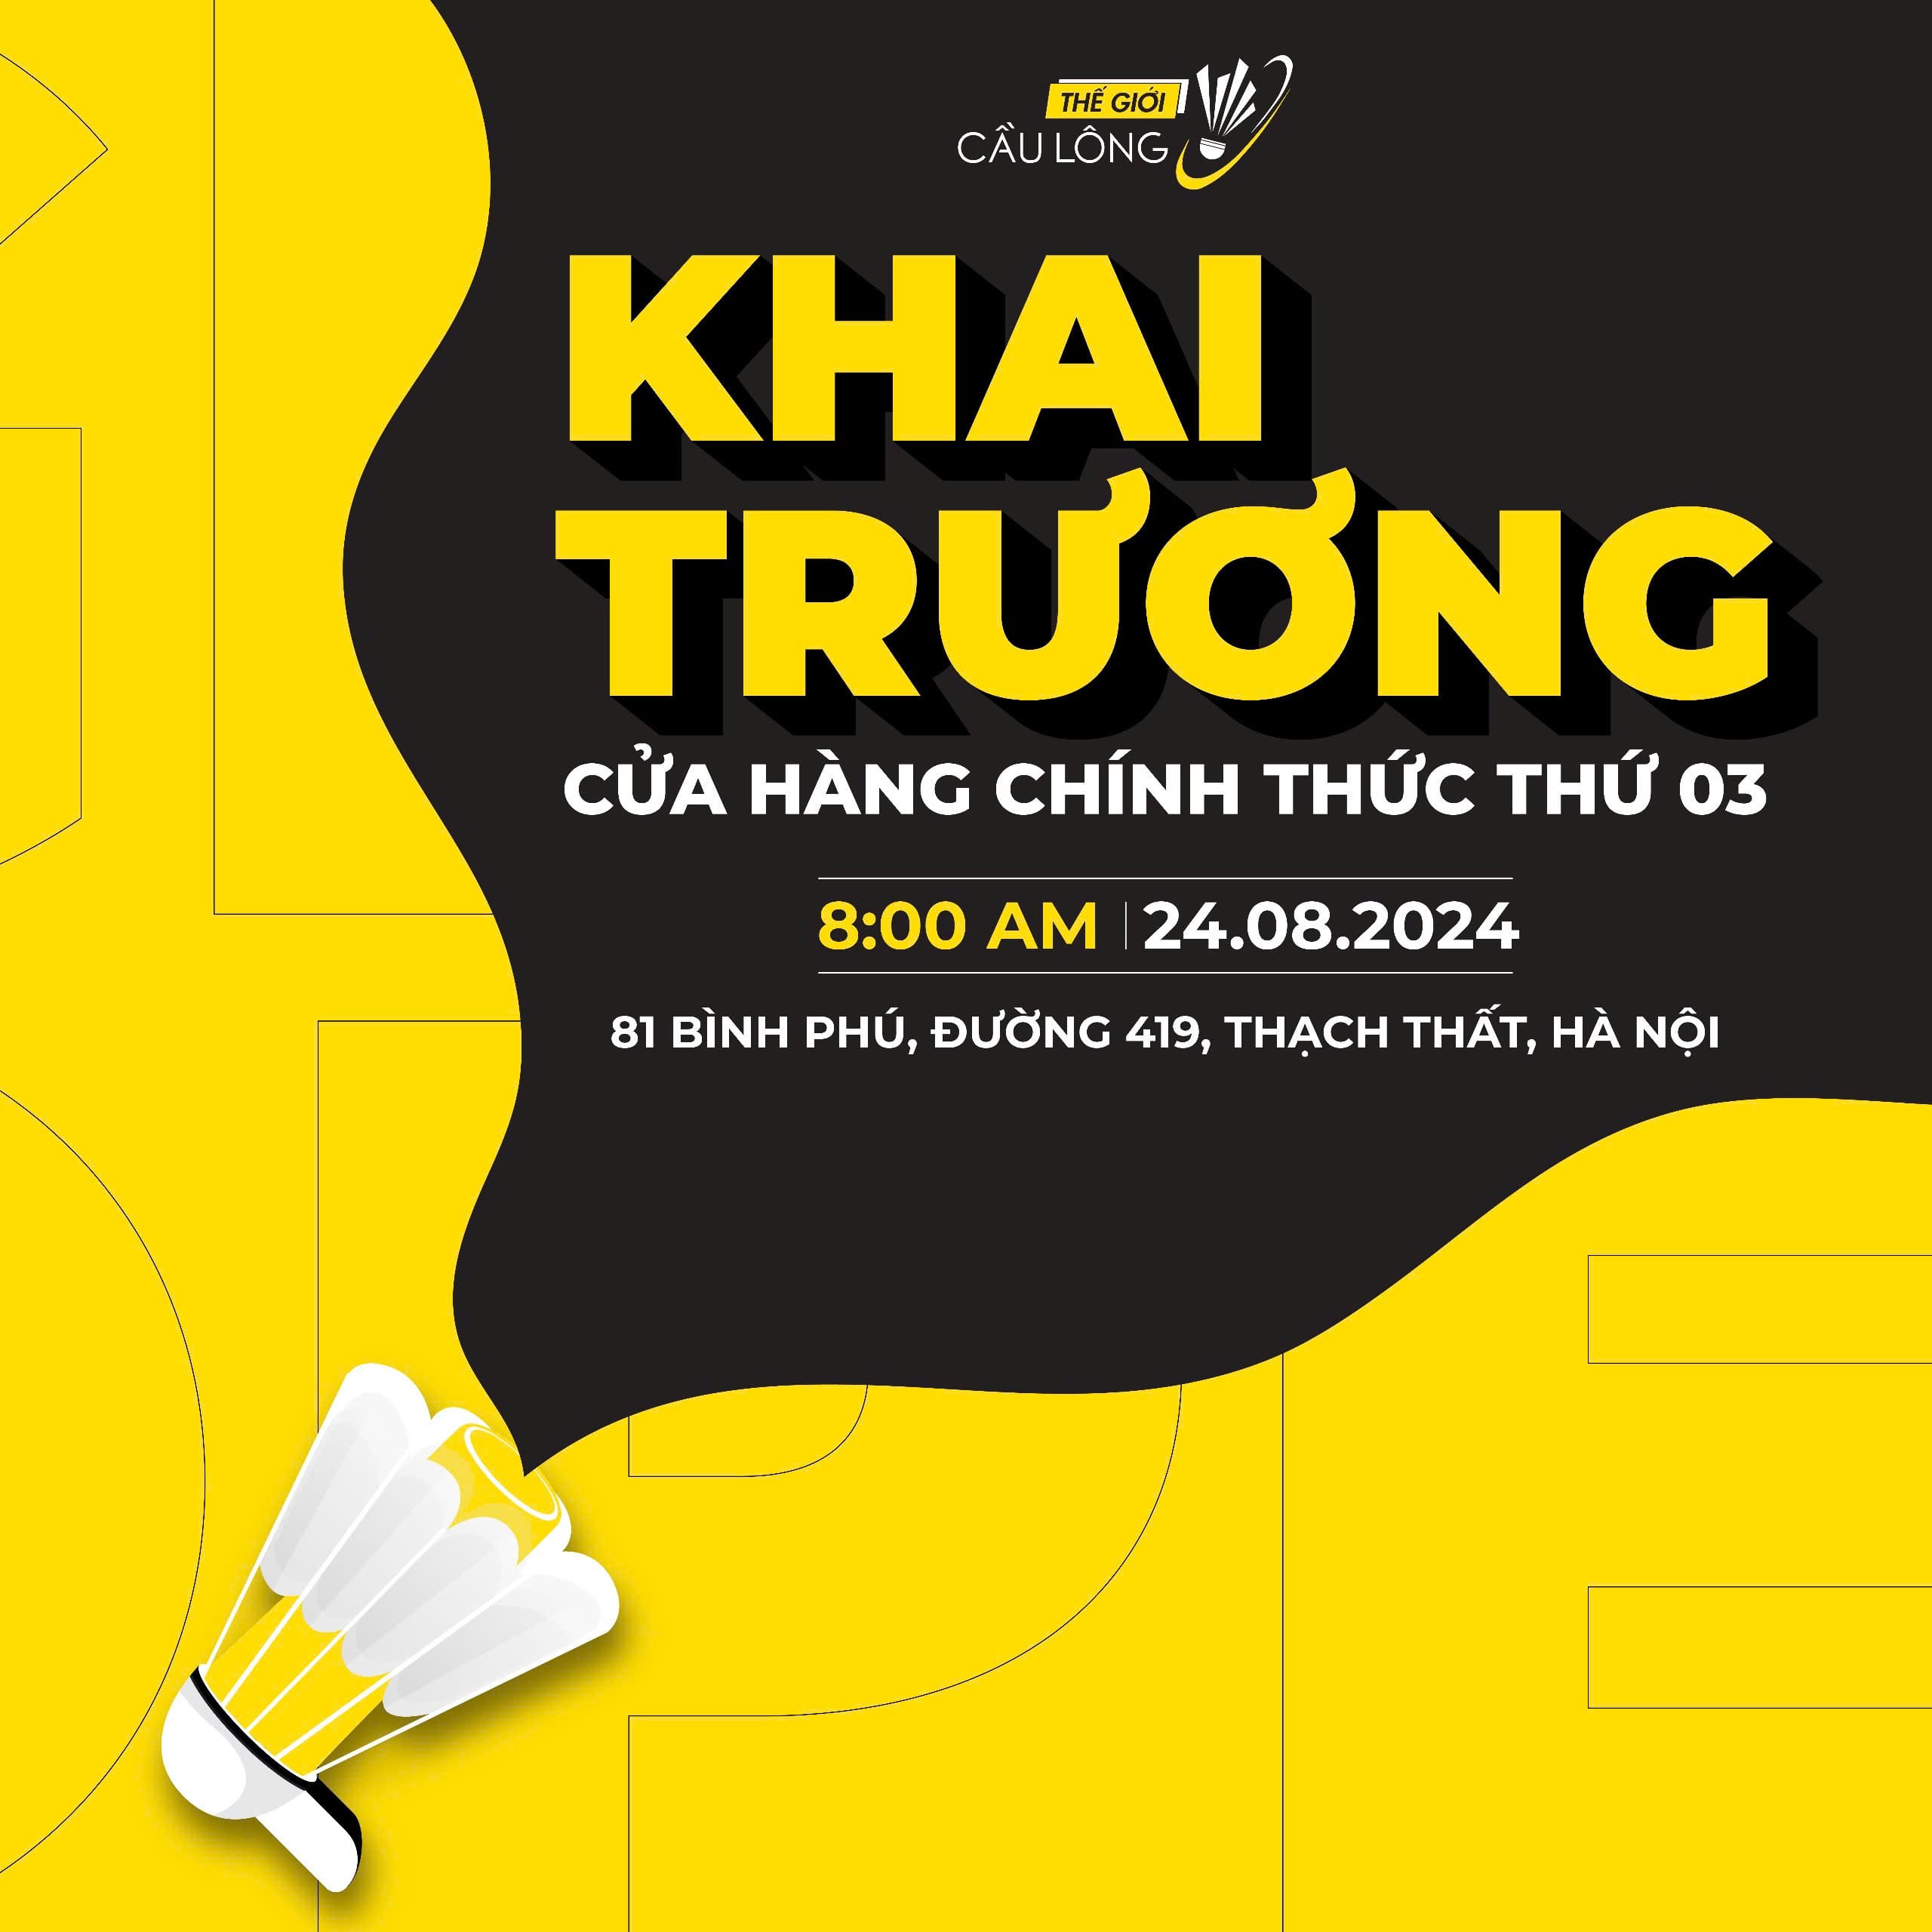 THẾ GIỚI
CẦU LÔNG
KHAI
TRƯƠNG
CỬA HÀNG CHÍNH THỨC THỨ 03
8:00 AM | 24.08.2024
81 BÌNH PHÚ, ĐƯỜNG 419, THẠCH THẤT, HÀ NỘI